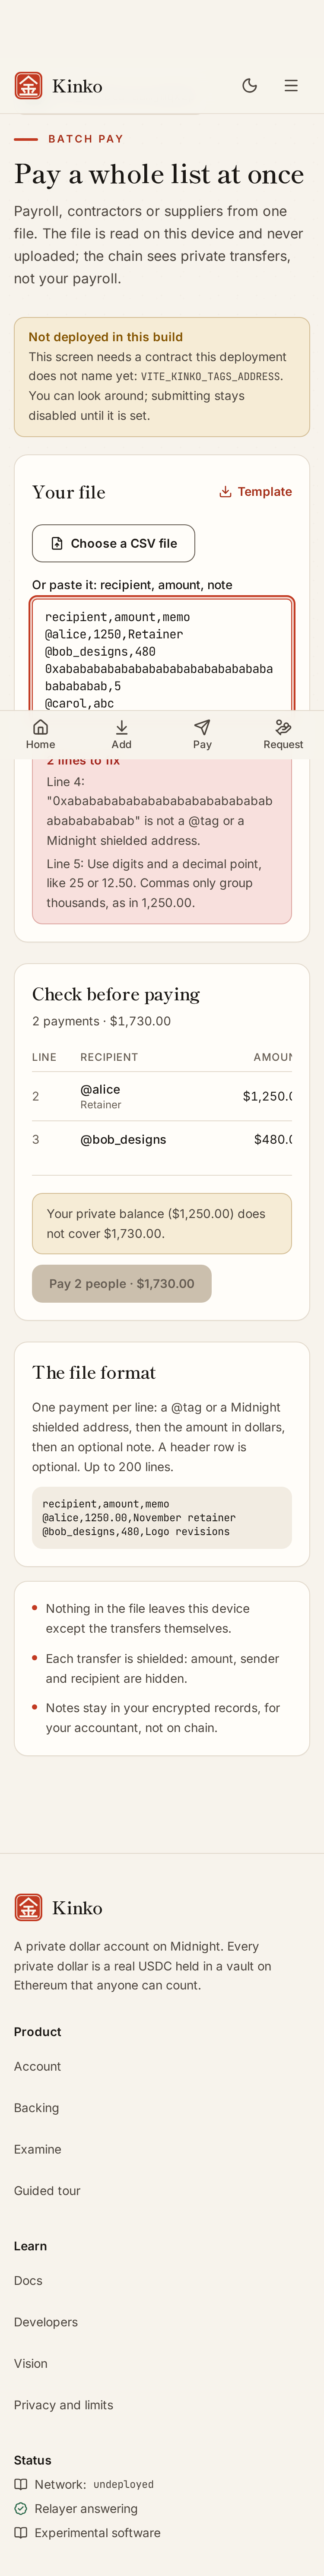 金 Kinko
BATCH PAY
Pay a whole list at once
Payroll, contractors or suppliers from one
file. The file is read on this device and never
uploaded; the chain sees private transfers,
not your payroll.
Not deployed in this build
This screen needs a contract this deployment
does not name yet: VITE_KINKO_TAGS_ADDRESS.
You can look around; submitting stays
disabled until it is set.
Your file
Template
Choose a CSV file
Or paste it: recipient, amount, note
recipient,amount,memo
@alice,1250,Retainer
@bob_designs,480
0xabababababababababababababababa
babababab,5
@carol,abc
Home
Add
Pay
Request
2 lines to fix
Line 4:
"0xabababababababababababab
abababababab" is not a @tag or a
Midnight shielded address.
Line 5: Use digits and a decimal point,
like 25 or 12.50. Commas only group
thousands, as in 1,250.00.
Check before paying
2 payments · $1,730.00
LINE RECIPIENT AMOUN
2 @alice $1,250.0
Retainer
3 @bob_designs $480.0
Your private balance ($1,250.00) does
not cover $1,730.00.
Pay 2 people · $1,730.00
The file format
One payment per line: a @tag or a Midnight
shielded address, then the amount in dollars,
then an optional note. A header row is
optional. Up to 200 lines.
recipient,amount,memo
@alice,1250.00,November retainer
@bob_designs,480,Logo revisions
Nothing in the file leaves this device
except the transfers themselves.
Each transfer is shielded: amount, sender
and recipient are hidden.
Notes stay in your encrypted records, for
your accountant, not on chain.
金 Kinko
A private dollar account on Midnight. Every
private dollar is a real USDC held in a vault on
Ethereum that anyone can count.
Product
Account
Backing
Examine
Guided tour
Learn
Docs
Developers
Vision
Privacy and limits
Status
Network: undeployed
Relayer answering
Experimental software